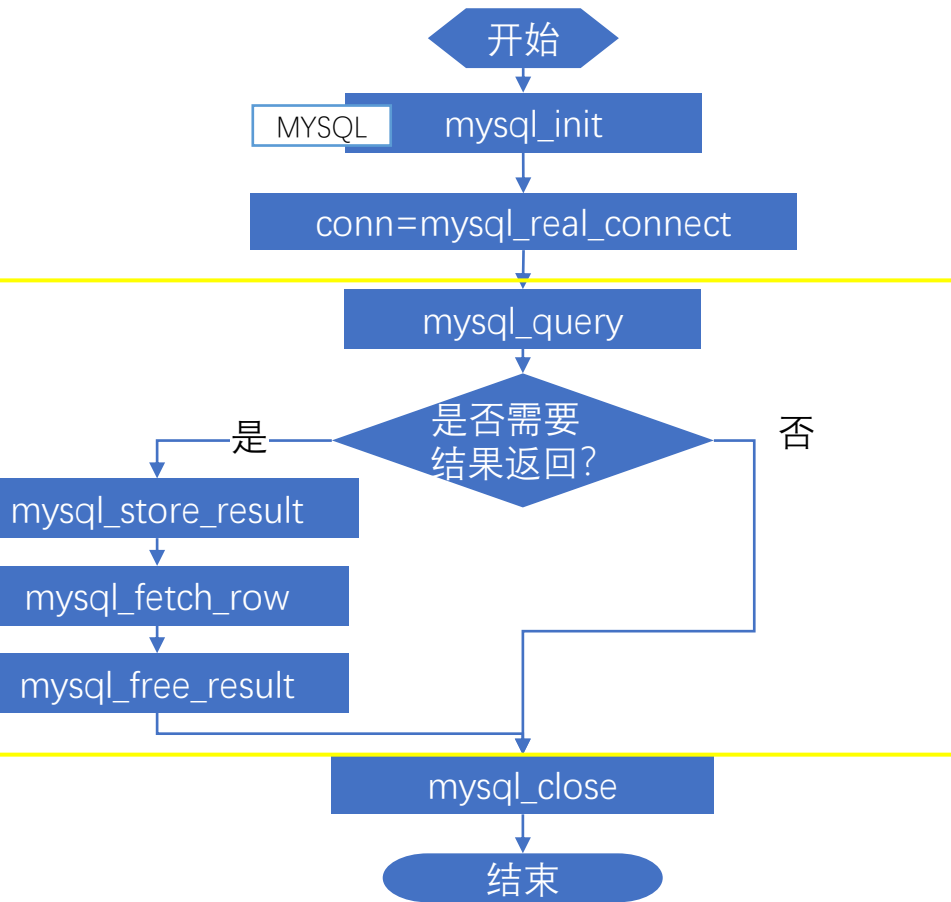 开始
MYSQL
mysql_init
conn=mysql_real_connect
mysql_query
是否需要
结果返回?
是
否
mysql_store_result
mysql_fetch_row
mysql_free_result
mysql_close
结束